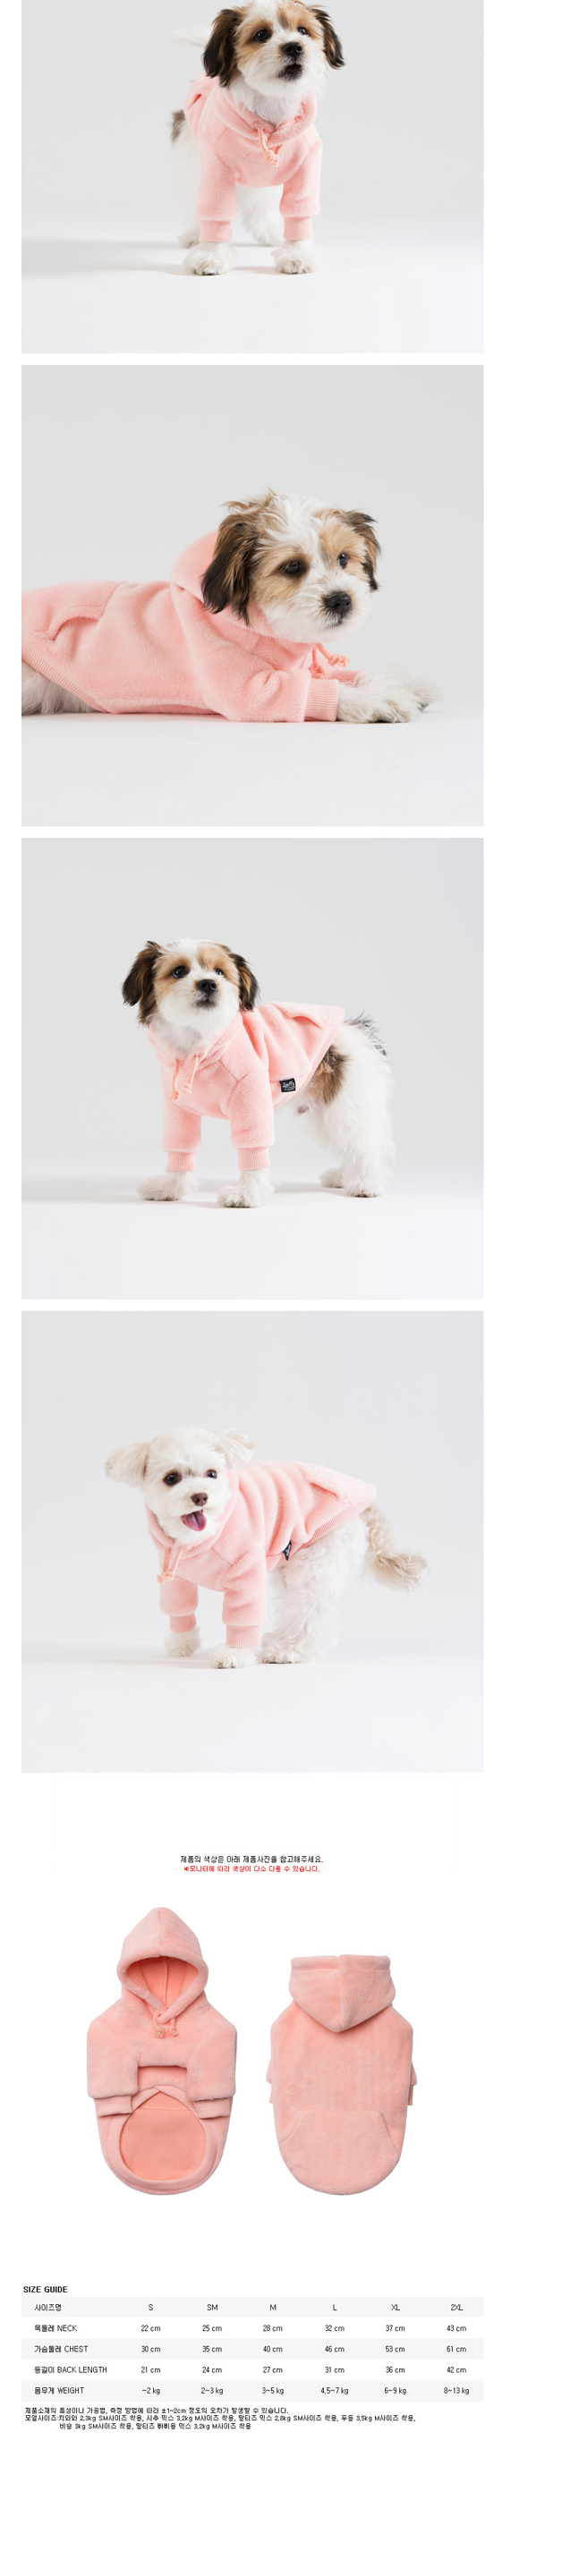 제품의 색상은 아래 제품사진을 참고해주세요.
※모니터에 따라 색상이 다소 다를 수 있습니다.
SIZE GUIDE
사이즈명 S SM M L XL 2XL
목둘레 NECK 22 cm 25 cm 28 cm 32 cm 37 cm 43 cm
가슴둘레 CHEST 30 cm 35 cm 40 cm 46 cm 53 cm 61 cm
등길이 BACK LENGTH 21 cm 24 cm 27 cm 31 cm 36 cm 42 cm
몸무게 WEIGHT ~2 kg 2~3 kg 3~5 kg 4.5~7 kg 6~9 kg 8~13 kg
제품소재의 특성이나 가공법, 측정 방법에 따라 ±1~2cm 정도의 오차가 발생할 수 있습니다.
모델사이즈:치와와 2.3kg SM사이즈 착용, 시추 믹스 3.2kg M사이즈 착용, 말티즈 믹스 2.8kg SM사이즈 착용, 푸들 3.5kg M사이즈 착용,
비숑 3kg SM사이즈 착용, 말티즈 믹스 3.2kg M사이즈 착용